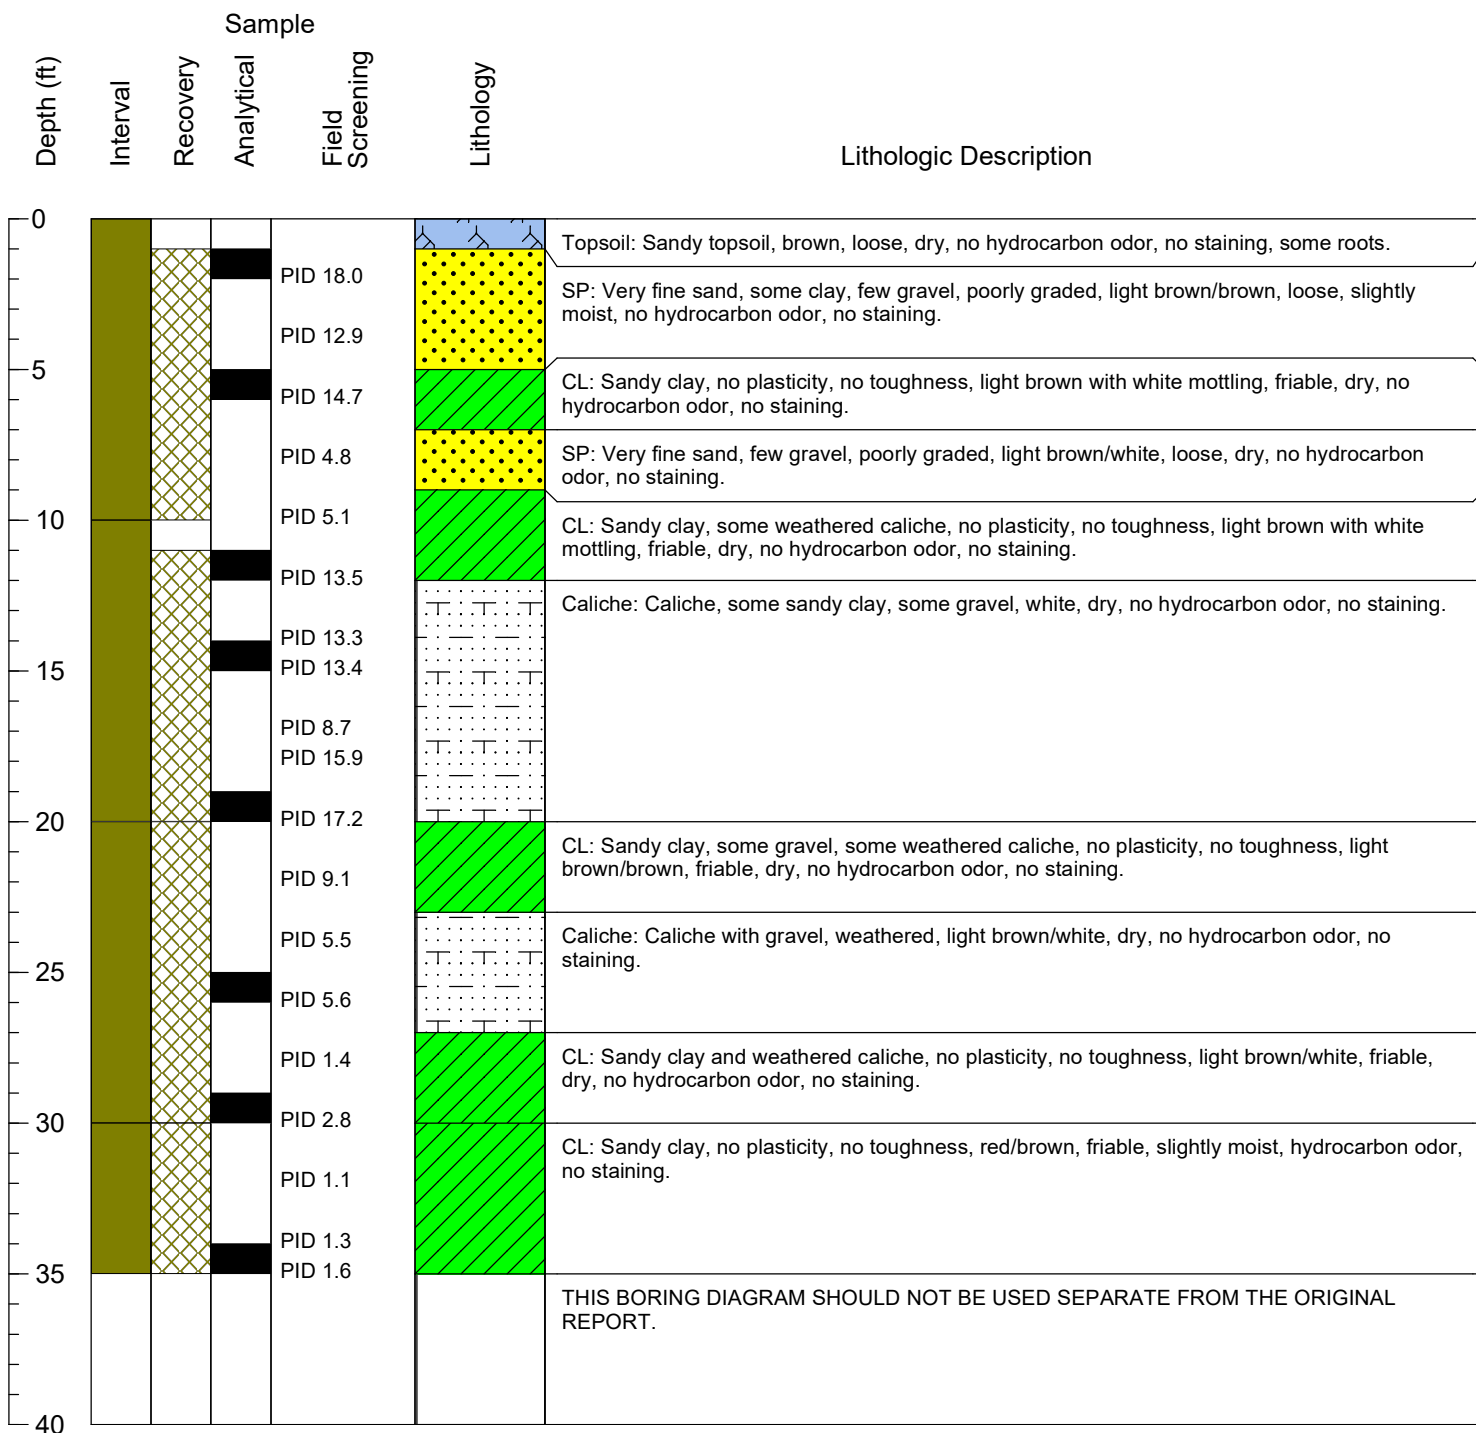 Sample
Depth (ft)
Interval
Recovery
Analytical
Field
Screening
Lithology
Lithologic Description
0
Topsoil: Sandy topsoil, brown, loose, dry, no hydrocarbon odor, no staining, some roots.
PID 18.0
SP: Very fine sand, some clay, few gravel, poorly graded, light brown/brown, loose, slightly
moist, no hydrocarbon odor, no staining.
PID 12.9
5
CL: Sandy clay, no plasticity, no toughness, light brown with white mottling, friable, dry, no
hydrocarbon odor, no staining.
PID 14.7
PID 4.8
SP: Very fine sand, few gravel, poorly graded, light brown/white, loose, dry, no hydrocarbon
odor, no staining.
10
PID 5.1
CL: Sandy clay, some weathered caliche, no plasticity, no toughness, light brown with white
mottling, friable, dry, no hydrocarbon odor, no staining.
PID 13.5
Caliche: Caliche, some sandy clay, some gravel, white, dry, no hydrocarbon odor, no staining.
PID 13.3
PID 13.4
15
PID 8.7
PID 15.9
PID 17.2
20
CL: Sandy clay, some gravel, some weathered caliche, no plasticity, no toughness, light
brown/brown, friable, dry, no hydrocarbon odor, no staining.
PID 9.1
PID 5.5
Caliche: Caliche with gravel, weathered, light brown/white, dry, no hydrocarbon odor, no
staining.
25
PID 5.6
PID 1.4
CL: Sandy clay and weathered caliche, no plasticity, no toughness, light brown/white, friable,
dry, no hydrocarbon odor, no staining.
PID 2.8
30
CL: Sandy clay, no plasticity, no toughness, red/brown, friable, slightly moist, hydrocarbon odor,
no staining.
PID 1.1
PID 1.3
PID 1.6
35
THIS BORING DIAGRAM SHOULD NOT BE USED SEPARATE FROM THE ORIGINAL
REPORT.
40